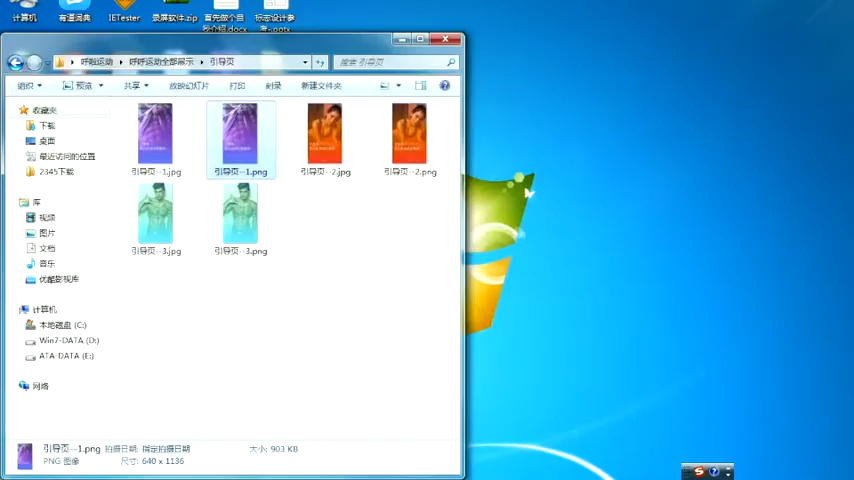 计算机
有道词典
IETester
录屏软件.zip
首先做个自我介绍.docx
标志设计参考-.pptx
呼啦运动
呼呼运动全部展示
引导页
搜索 引导页
组织
预览
共享
放映幻灯片
打印
刻录
新建文件夹
收藏夹
下载
桌面
最近访问的位置
2345下载
库
视频
图片
文档
音乐
优酷影视库
计算机
本地磁盘 (C:)
Win7-DATA (D:)
ATA-DATA (E:)
网络
引导页--1.jpg
引导页--1.png
引导页--2.jpg
引导页--2.png
引导页--3.jpg
引导页--3.png
引导页--1.png 拍摄日期: 指定拍摄日期 大小: 903 KB
PNG 图像 尺寸: 640 x 1136